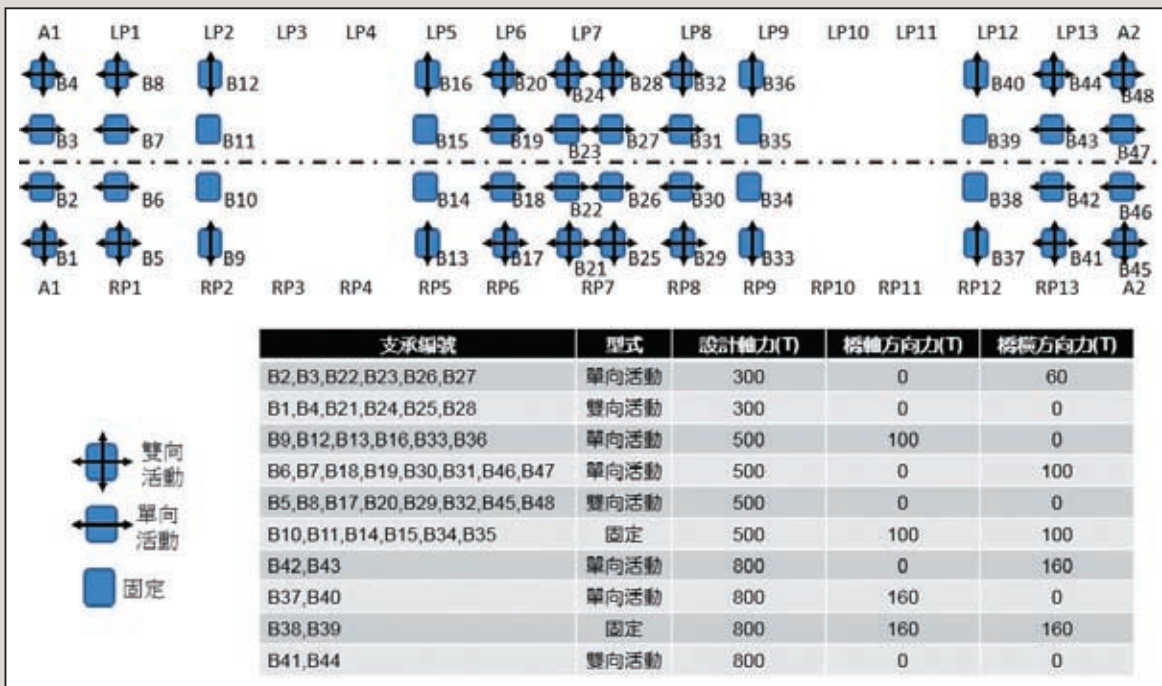 A1 LP1 LP2 LP3 LP4 LP5 LP6 LP7 LP8 LP9 LP10 LP11 LP12 LP13 A2
B4 B8 B12 B16 B20 B24 B28 B32 B36 B40 B44 B48
B3 B7 B11 B15 B19 B23 B27 B31 B35 B39 B43 B47
B2 B6 B10 B14 B18 B22 B26 B30 B34 B38 B42 B46
B1 B5 B9 B13 B17 B21 B25 B29 B33 B37 B41 B45
A1 RP1 RP2 RP3 RP4 RP5 RP6 RP7 RP8 RP9 RP10 RP11 RP12 RP13 A2
雙向
活動
單向
活動
固定
支承編號 型式 設計軸力(T) 橋軸方向力(T) 橋橫方向力(T)
B2,B3,B22,B23,B26,B27 單向活動 300 0 60
B1,B4,B21,B24,B25,B28 雙向活動 300 0 0
B9,B12,B13,B16,B33,B36 單向活動 500 100 0
B6,B7,B18,B19,B30,B31,B46,B47 單向活動 500 0 100
B5,B8,B17,B20,B29,B32,B45,B48 雙向活動 500 0 0
B10,B11,B14,B15,B34,B35 固定 500 100 100
B42,B43 單向活動 800 0 160
B37,B40 單向活動 800 160 0
B38,B39 固定 800 160 160
B41,B44 雙向活動 800 0 0